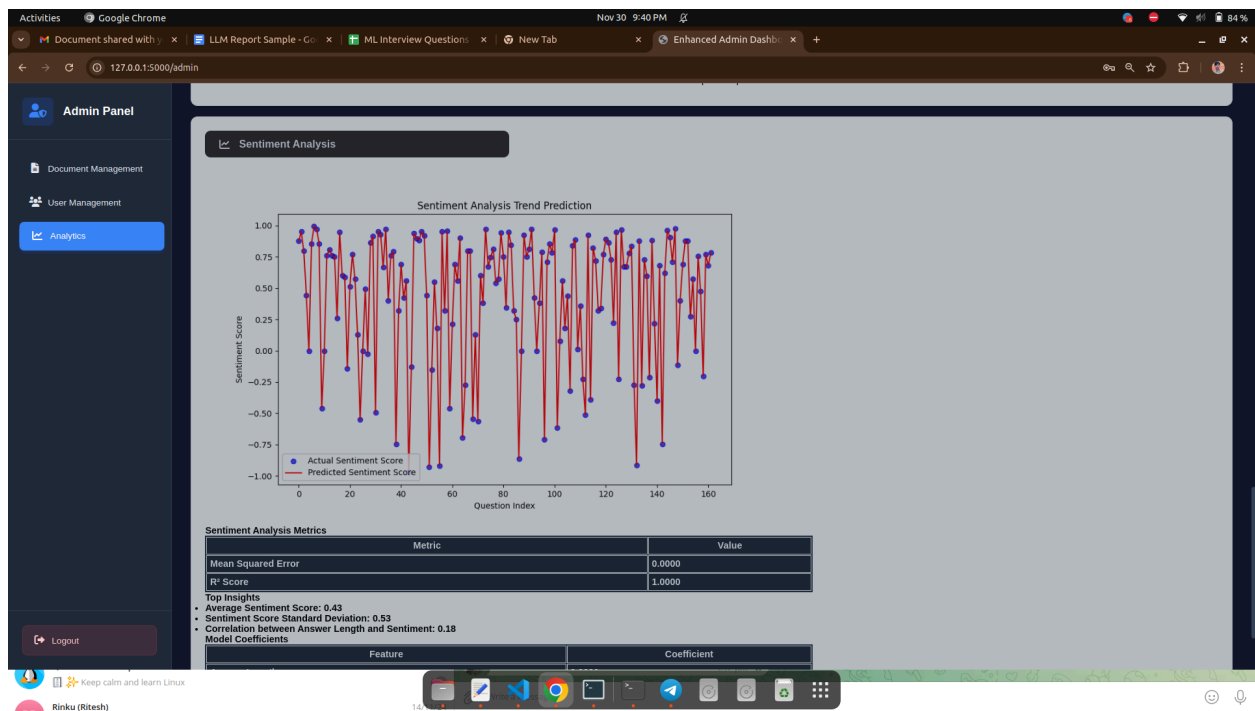 Activities Google Chrome Nov 30 9:40 PM 84 %
Document shared with y LLM Report Sample - Go ML Interview Questions New Tab Enhanced Admin Dashbo
127.0.0.1:5000/admin
Admin Panel
Document Management
User Management
Analytics
Logout
Sentiment Analysis
Sentiment Analysis Trend Prediction
1.00
0.75
0.50
0.25
0.00
−0.25
−0.50
−0.75
−1.00
Sentiment Score
Actual Sentiment Score
Predicted Sentiment Score
0 20 40 60 80 100 120 140 160
Question Index
Sentiment Analysis Metrics
Metric Value
Mean Squared Error 0.0000
R² Score 1.0000
Top Insights
Average Sentiment Score: 0.43
Sentiment Score Standard Deviation: 0.53
Correlation between Answer Length and Sentiment: 0.18
Model Coefficients
Feature Coefficient
Keep calm and learn Linux
Rinku (Ritesh)